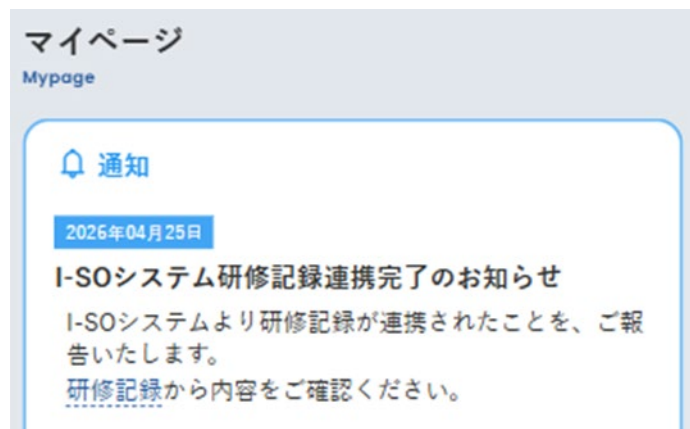 マイページ
Mypage
通知
2026年04月25日
I-SOシステム研修記録連携完了のお知らせ
I-SOシステムより研修記録が連携されたことを、ご報
告いたします。
研修記録から内容をご確認ください。